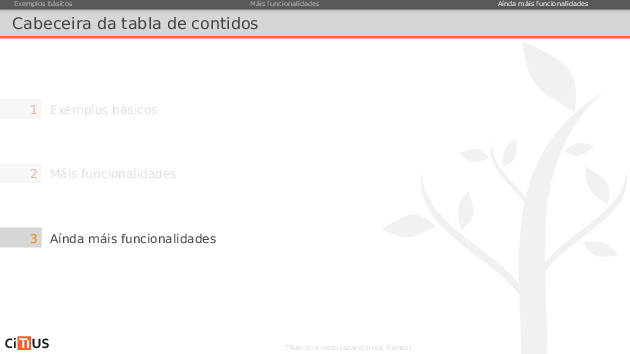 Exemplos básicos
Máis funcionalidades
Aínda máis funcionalidades
Cabeceira da tabla de contidos
1 Exemplos básicos
2 Máis funcionalidades
3 Aínda máis funcionalidades
CiTIUS
Título do evento (aparece nos frames)